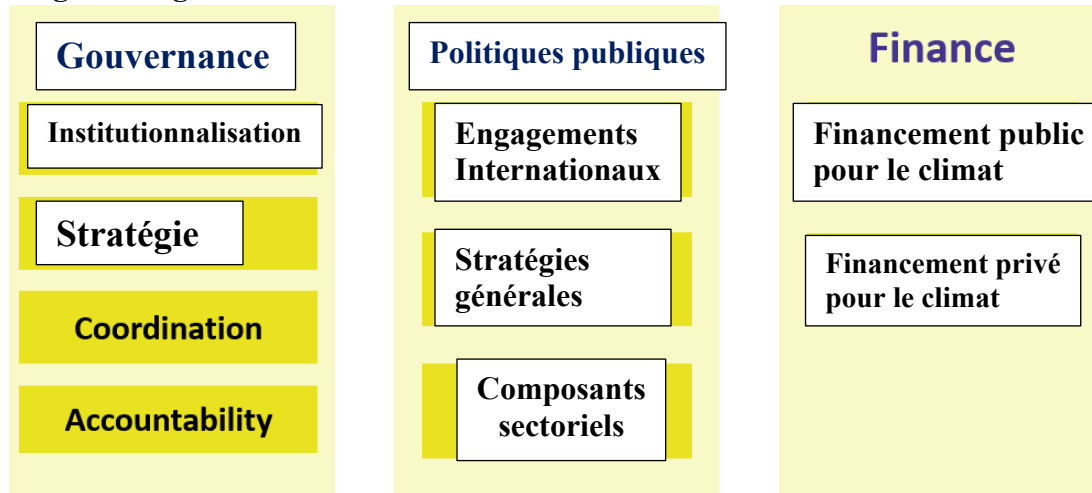 Gouvernance
Institutionnalisation
Stratégie
Coordination
Accountability
Politiques publiques
Engagements
Internationaux
Stratégies
générales
Composants
sectoriels
Finance
Financement public
pour le climat
Financement privé
pour le climat